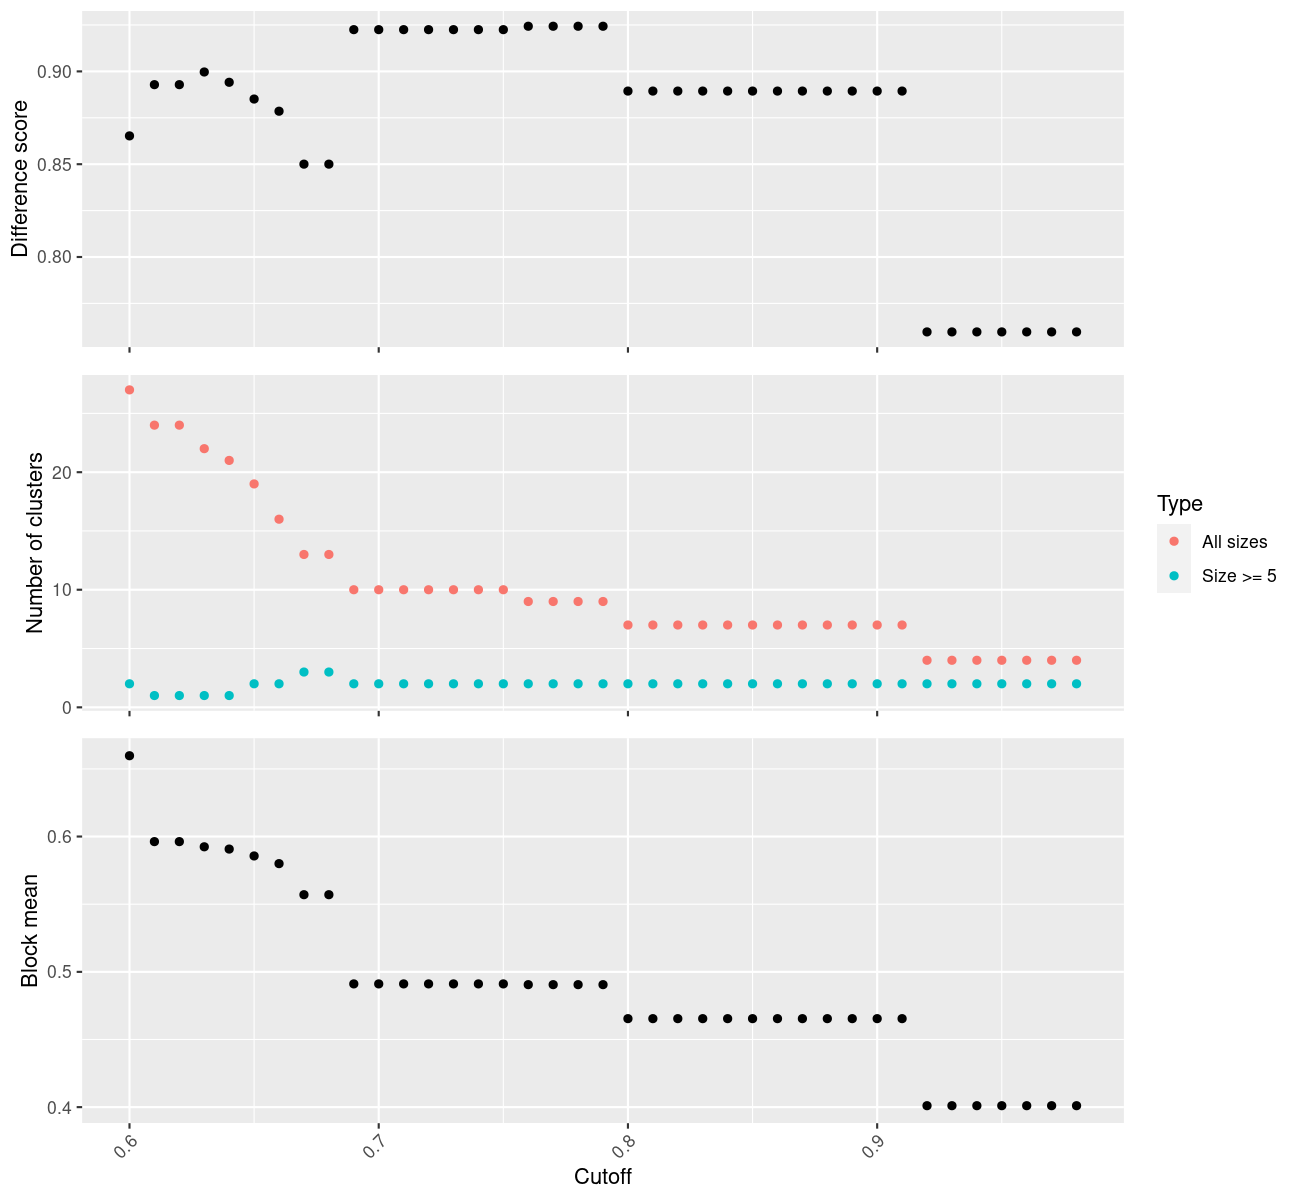 Difference score
0.90
0.85
0.80
Number of clusters
20
10
0
Type
All sizes
Size >= 5
Block mean
0.6
0.5
0.4
0.6
0.7
0.8
0.9
Cutoff